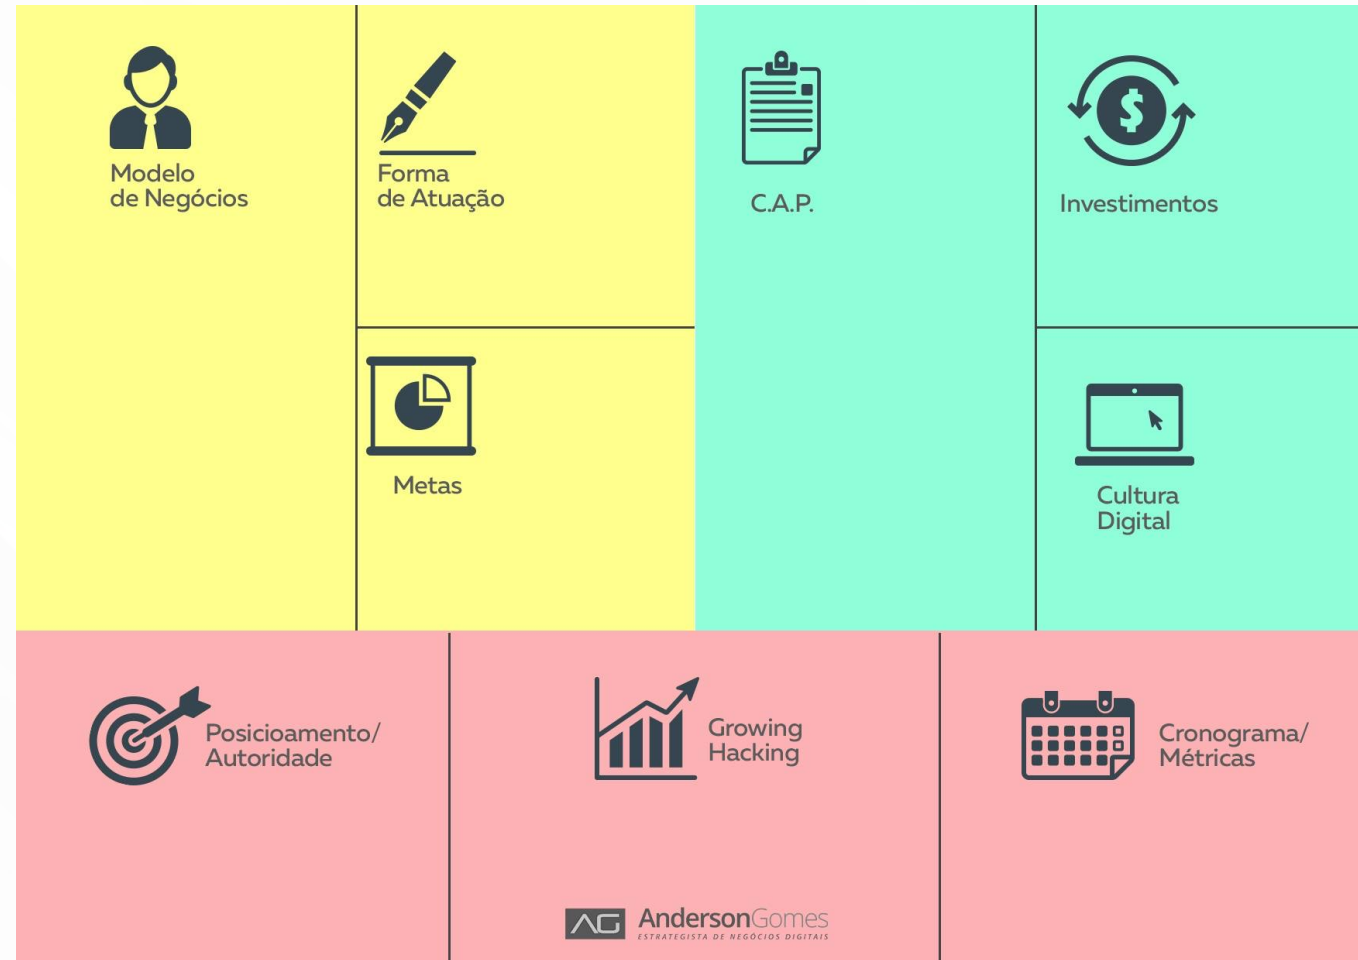 Modelo
de Negócios
Forma
de Atuação
Metas
C.A.P.
Investimentos
Cultura
Digital
Posicioamento/
Autoridade
Growing
Hacking
Cronograma/
Métricas
AG AndersonGomes
ESTRATEGISTA DE NEGÓCIOS DIGITAIS